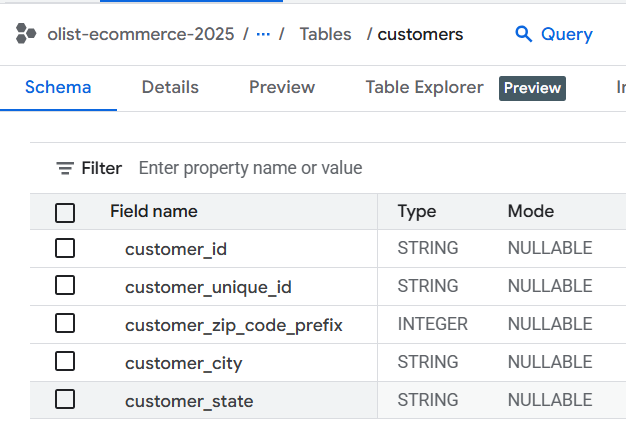 olist-ecommerce-2025 / ··· / Tables / customers Query
Schema Details Preview Table Explorer Preview
Filter Enter property name or value
Field name Type Mode
customer_id STRING NULLABLE
customer_unique_id STRING NULLABLE
customer_zip_code_prefix INTEGER NULLABLE
customer_city STRING NULLABLE
customer_state STRING NULLABLE